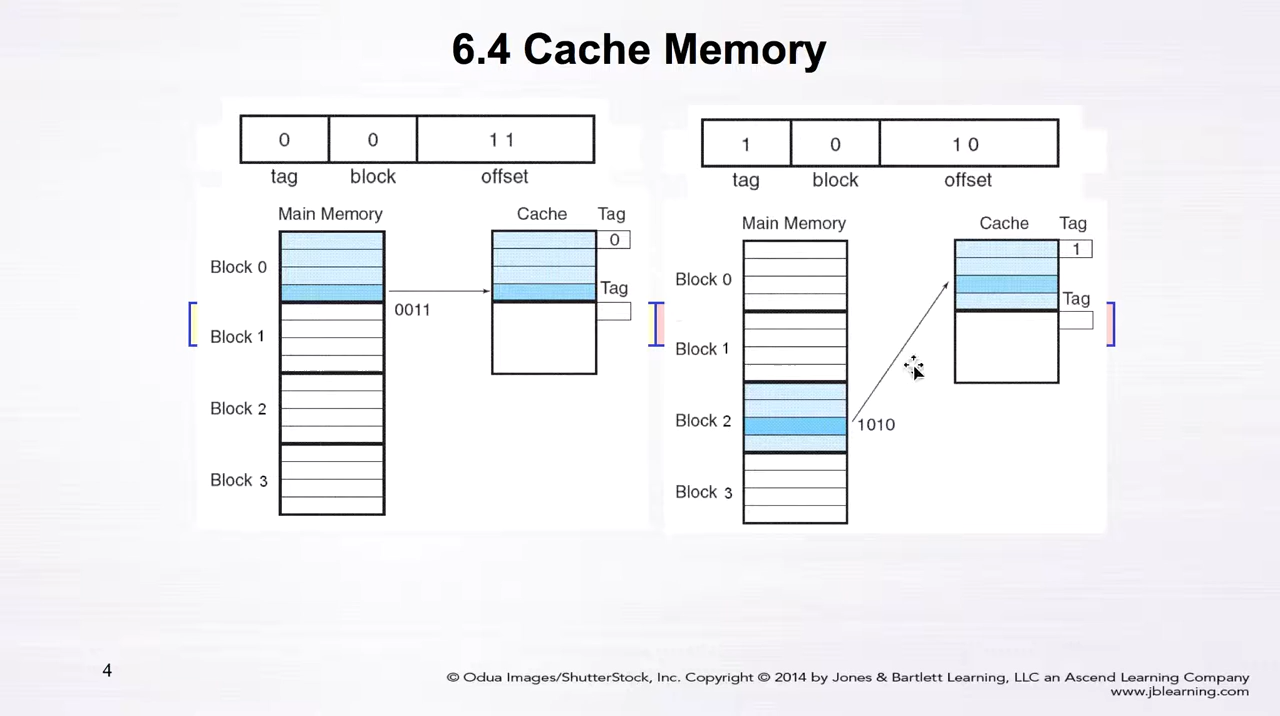 6.4 Cache Memory
0 0 1 1
tag block offset
Main Memory Cache Tag
0
Block 0
Tag
0011
Block 1
Block 2
Block 3
1 0 1 0
tag block offset
Main Memory Cache Tag
1
Block 0
Tag
Block 1
Block 2
1010
Block 3
4
© Odua Images/ShutterStock, Inc. Copyright © 2014 by Jones & Bartlett Learning, LLC an Ascend Learning Company
www.jblearning.com